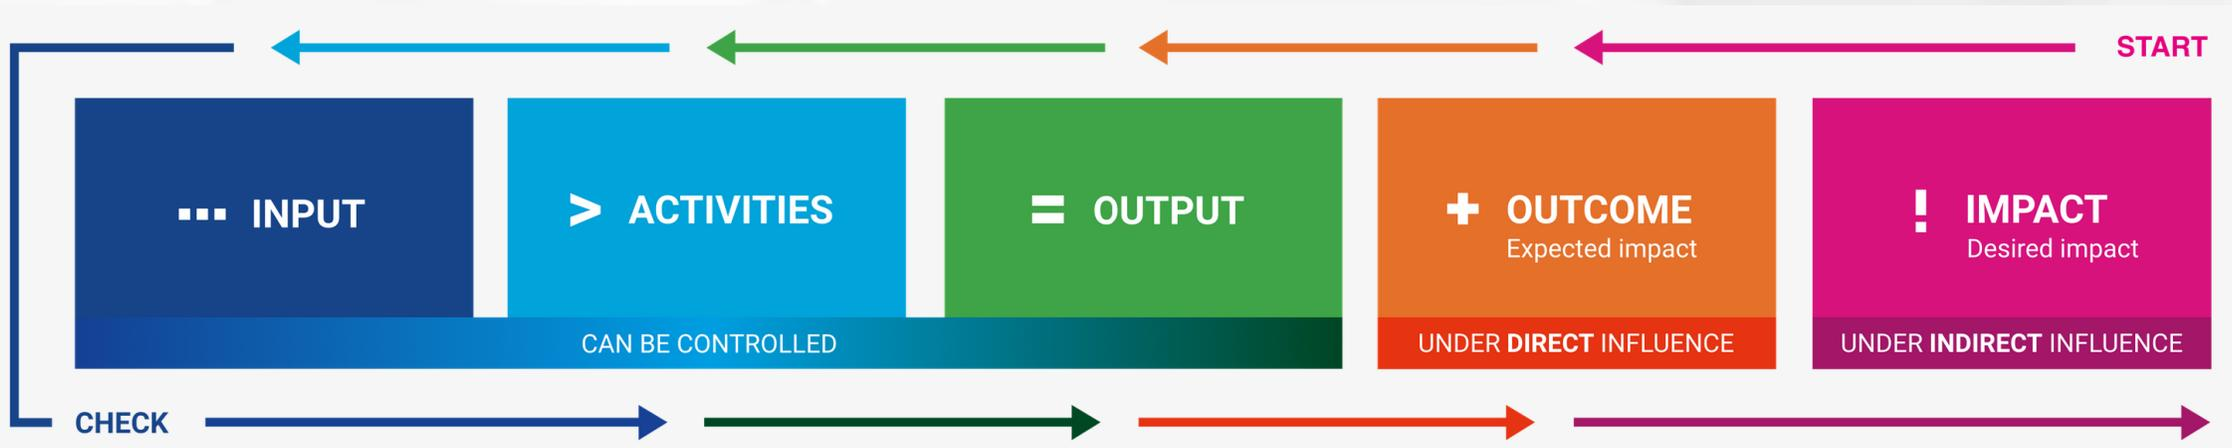 START
INPUT
> ACTIVITIES
= OUTPUT
+ OUTCOME
Expected impact
! IMPACT
Desired impact
CAN BE CONTROLLED
UNDER DIRECT INFLUENCE
UNDER INDIRECT INFLUENCE
CHECK